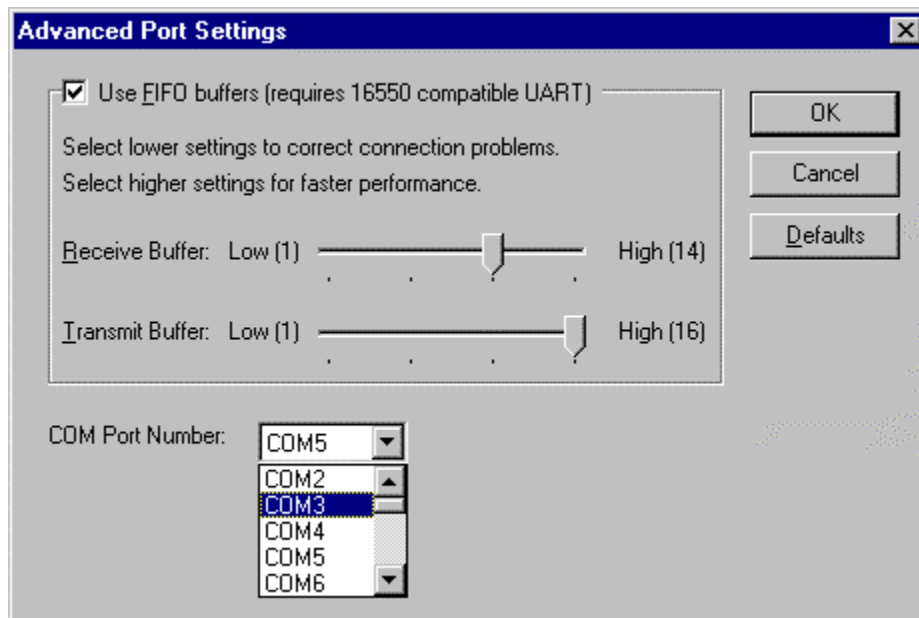 Advanced Port Settings
Use FIFO buffers (requires 16550 compatible UART)
Select lower settings to correct connection problems.
Select higher settings for faster performance.
Receive Buffer: Low (1) High (14)
Transmit Buffer: Low (1) High (16)
OK
Cancel
Defaults
COM Port Number: COM5
COM2
COM3
COM4
COM5
COM6